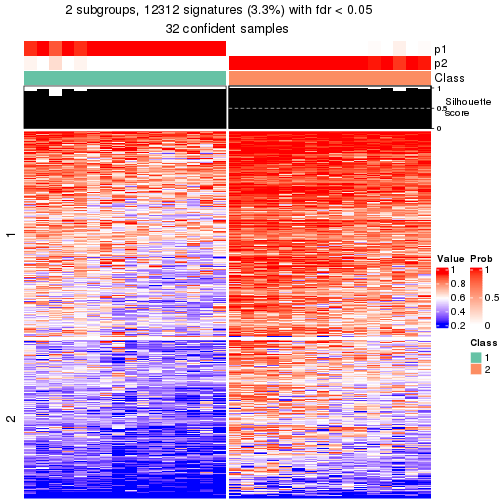 2 subgroups, 12312 signatures (3.3%) with fdr < 0.05
32 confident samples
p1
p2
Class
1
0.5
0
Silhouette
score
1
2
Value
1
0.8
0.6
0.4
0.2
Prob
1
0.5
0
Class
1
2